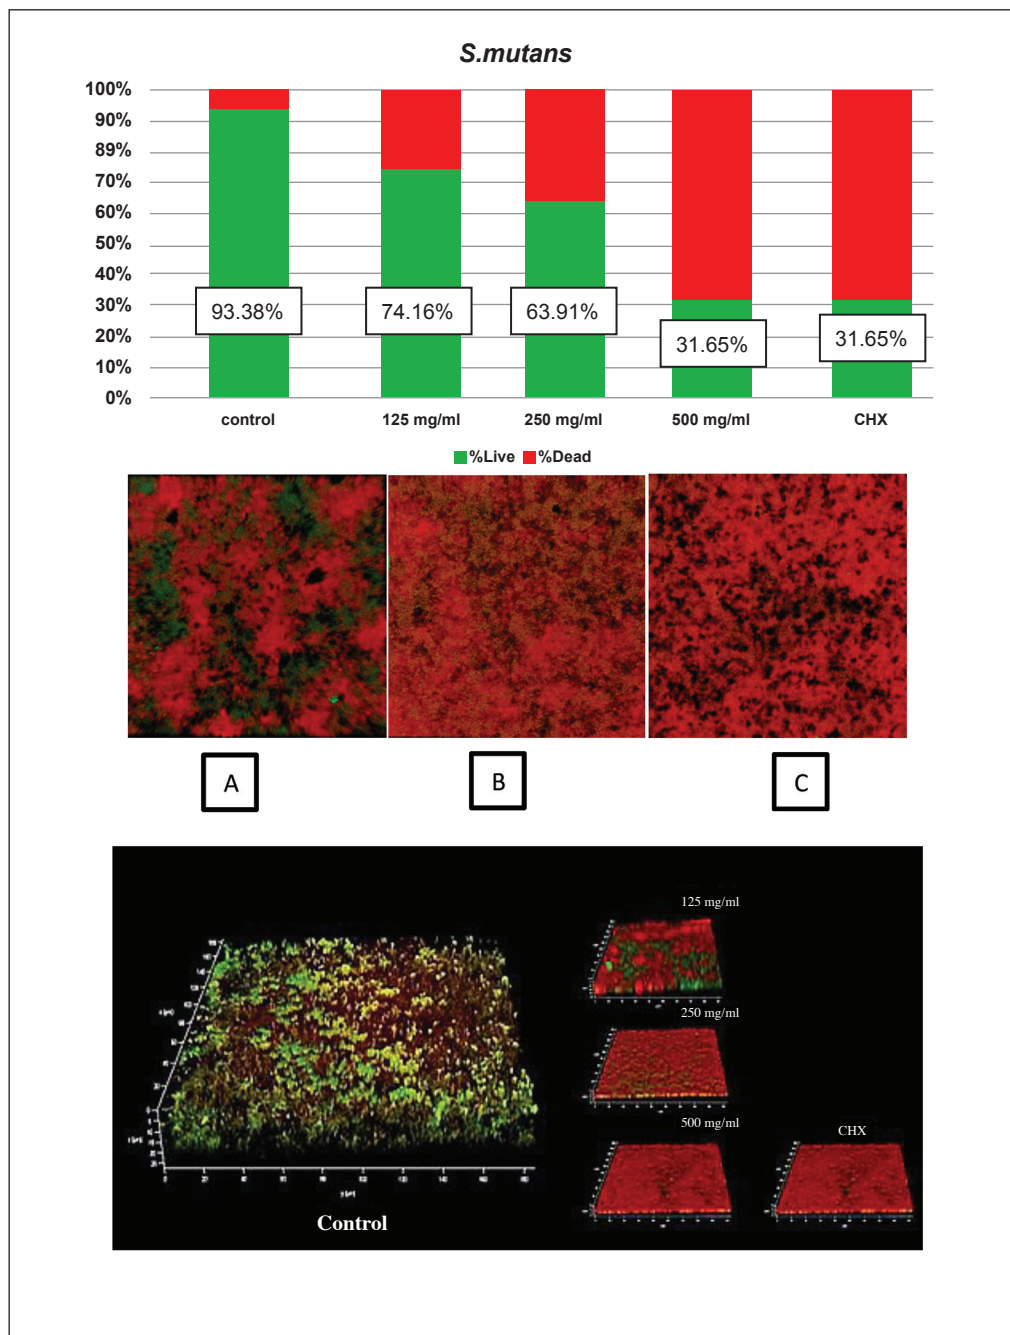 S.mutans
100%
90%
89%
70%
60%
50%
40%
30%
20%
10%
0%
93.38%
74.16%
63.91%
31.65%
31.65%
control
125 mg/ml
250 mg/ml
500 mg/ml
CHX
%Live
%Dead
A
B
C
125 mg/ml
250 mg/ml
500 mg/ml
CHX
Control